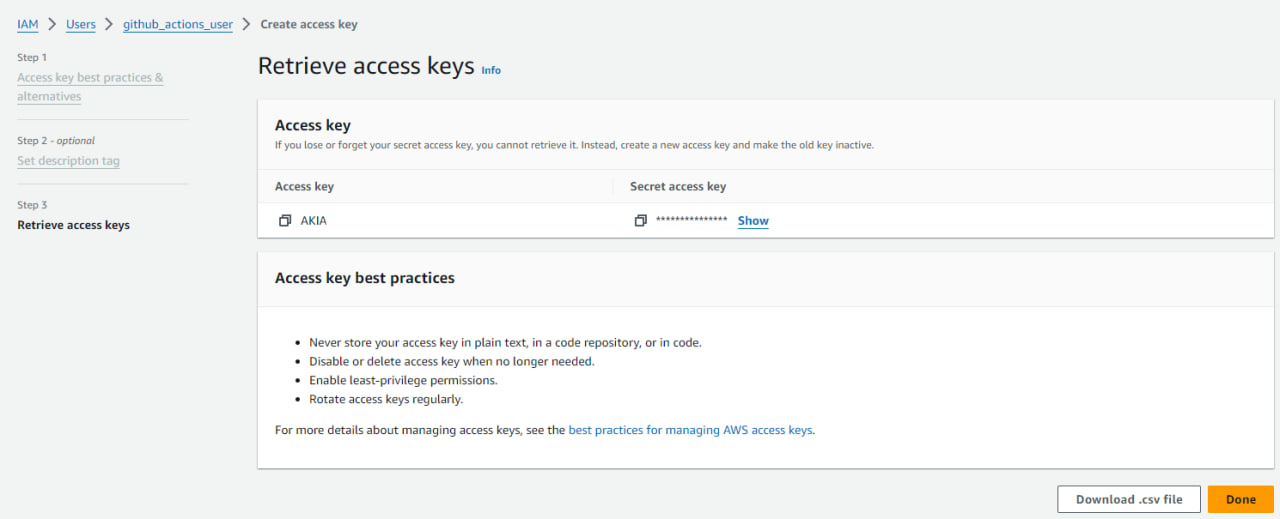 IAM > Users > github_actions_user > Create access key
Step 1
Access key best practices &
alternatives
Step 2 - optional
Set description tag
Step 3
Retrieve access keys
Retrieve access keys Info
Access key
If you lose or forget your secret access key, you cannot retrieve it. Instead, create a new access key and make the old key inactive.
Access key Secret access key
AKIA *************** Show
Access key best practices
• Never store your access key in plain text, in a code repository, or in code.
• Disable or delete access key when no longer needed.
• Enable least-privilege permissions.
• Rotate access keys regularly.
For more details about managing access keys, see the best practices for managing AWS access keys.
Download .csv file Done